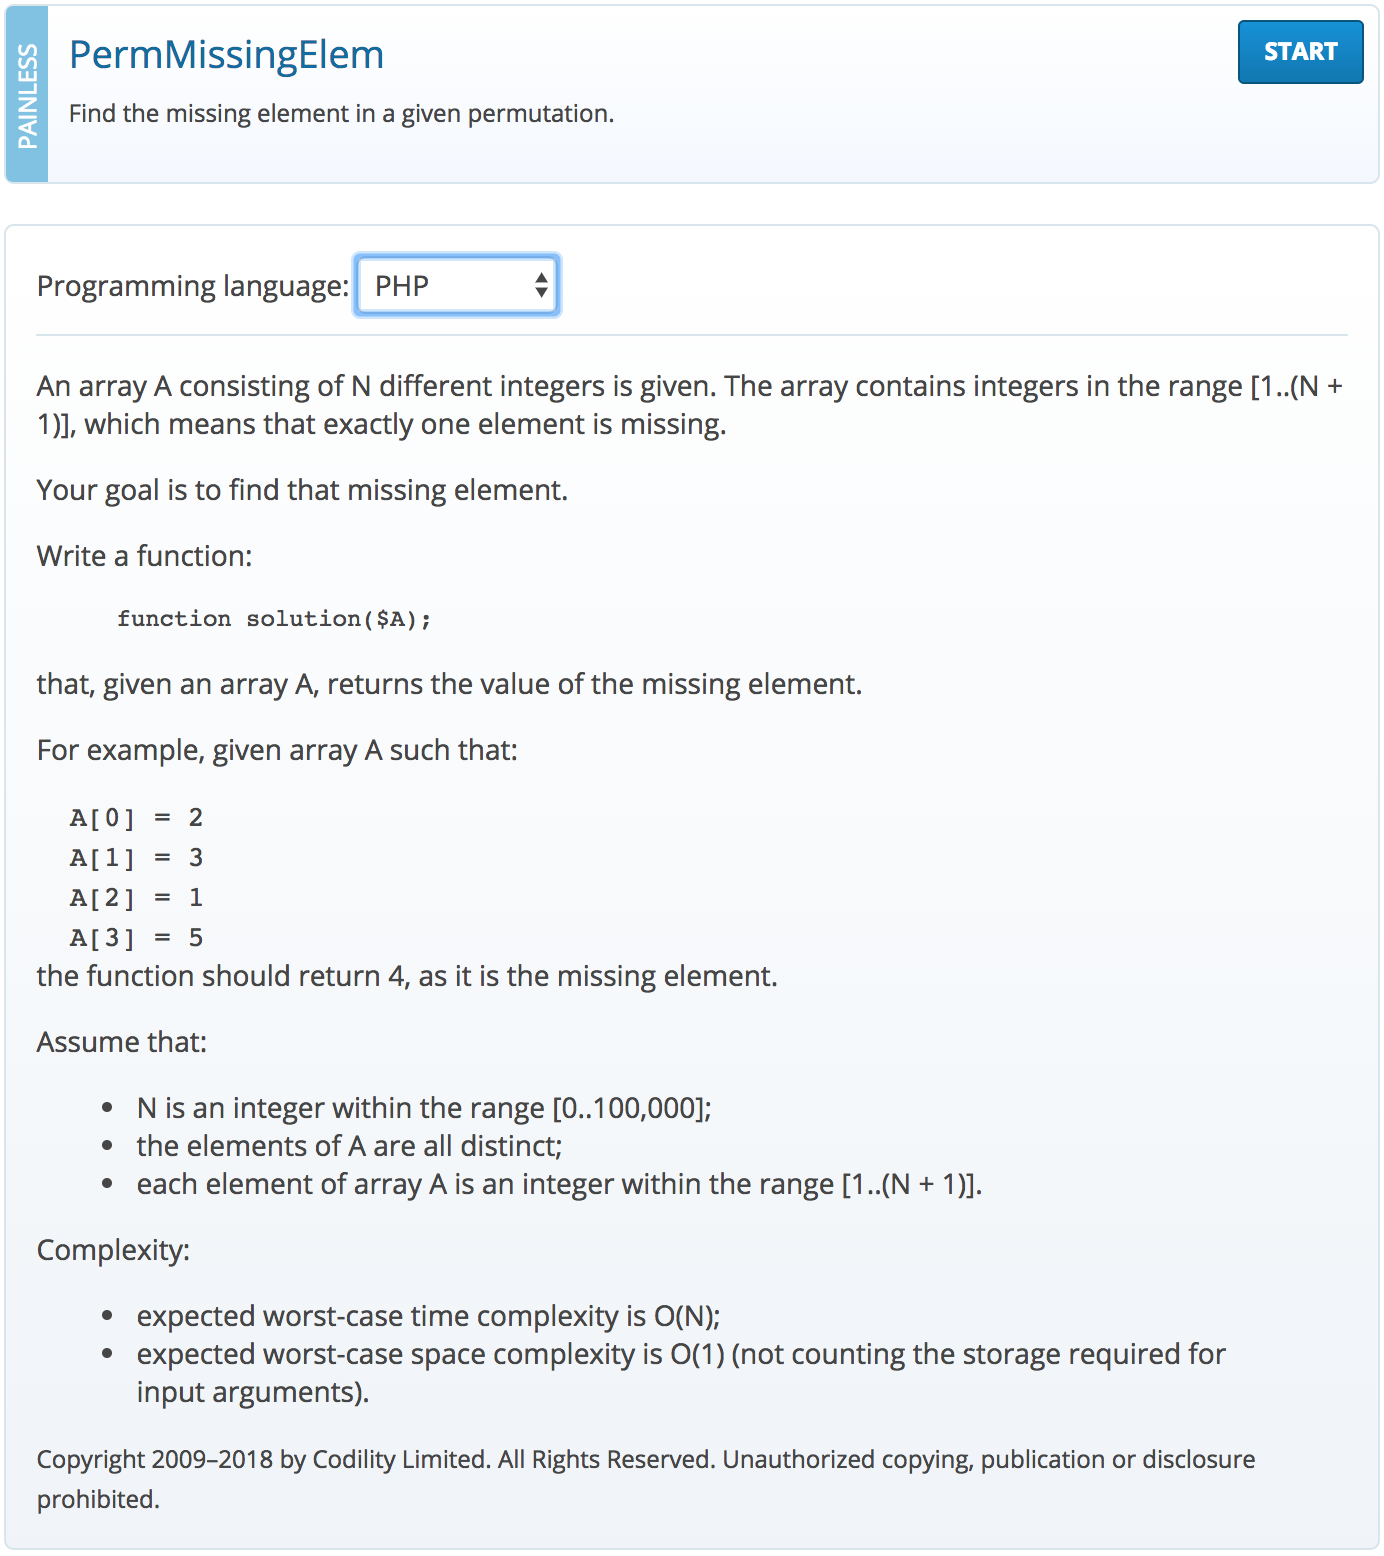 PAINLESS
PermMissingElem
START
Find the missing element in a given permutation.
Programming language: PHP
An array A consisting of N different integers is given. The array contains integers in the range [1..(N +
1)], which means that exactly one element is missing.
Your goal is to find that missing element.
Write a function:
function solution($A);
that, given an array A, returns the value of the missing element.
For example, given array A such that:
A[0] = 2
A[1] = 3
A[2] = 1
A[3] = 5
the function should return 4, as it is the missing element.
Assume that:
• N is an integer within the range [0..100,000];
• the elements of A are all distinct;
• each element of array A is an integer within the range [1..(N + 1)].
Complexity:
• expected worst-case time complexity is O(N);
• expected worst-case space complexity is O(1) (not counting the storage required for
input arguments).
Copyright 2009–2018 by Codility Limited. All Rights Reserved. Unauthorized copying, publication or disclosure
prohibited.